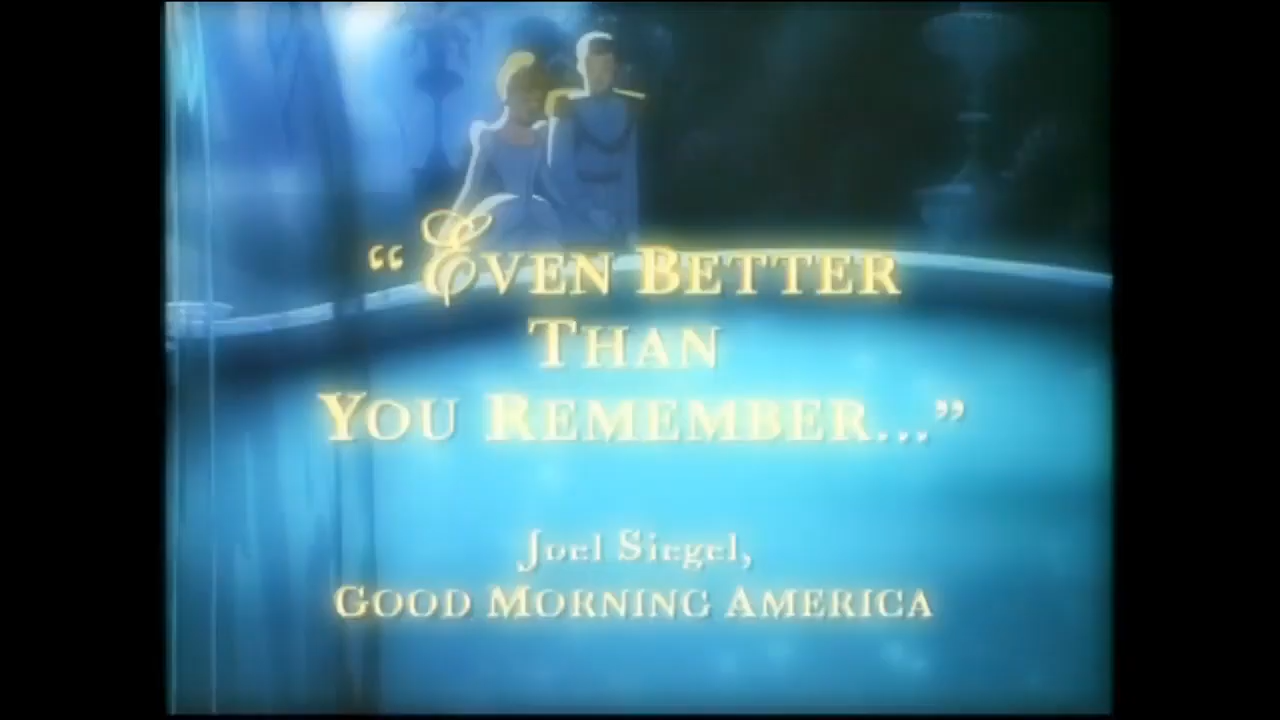 “Even Better
Than
You Remember...”
Joel Siegel,
GOOD MORNING AMERICA